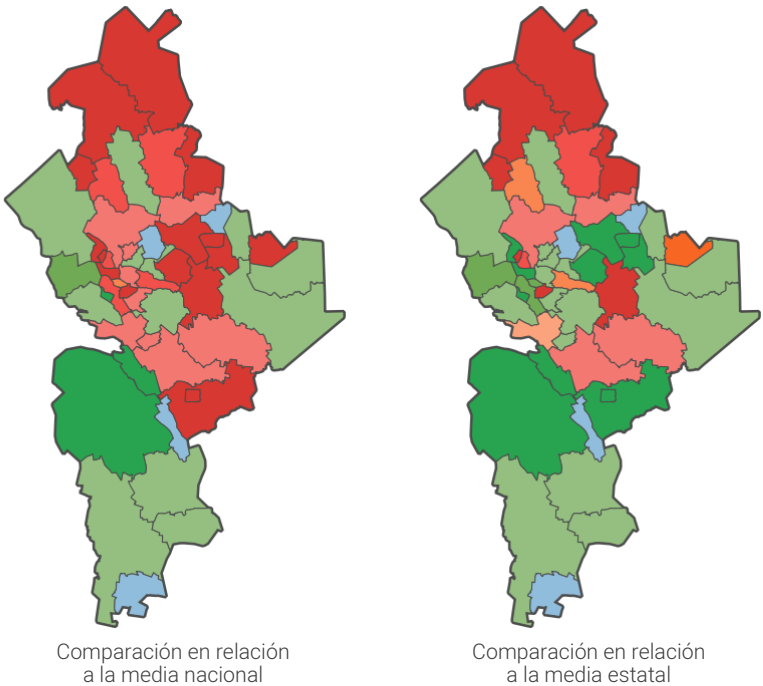 Comparación en relación
a la media nacional
Comparación en relación
a la media estatal